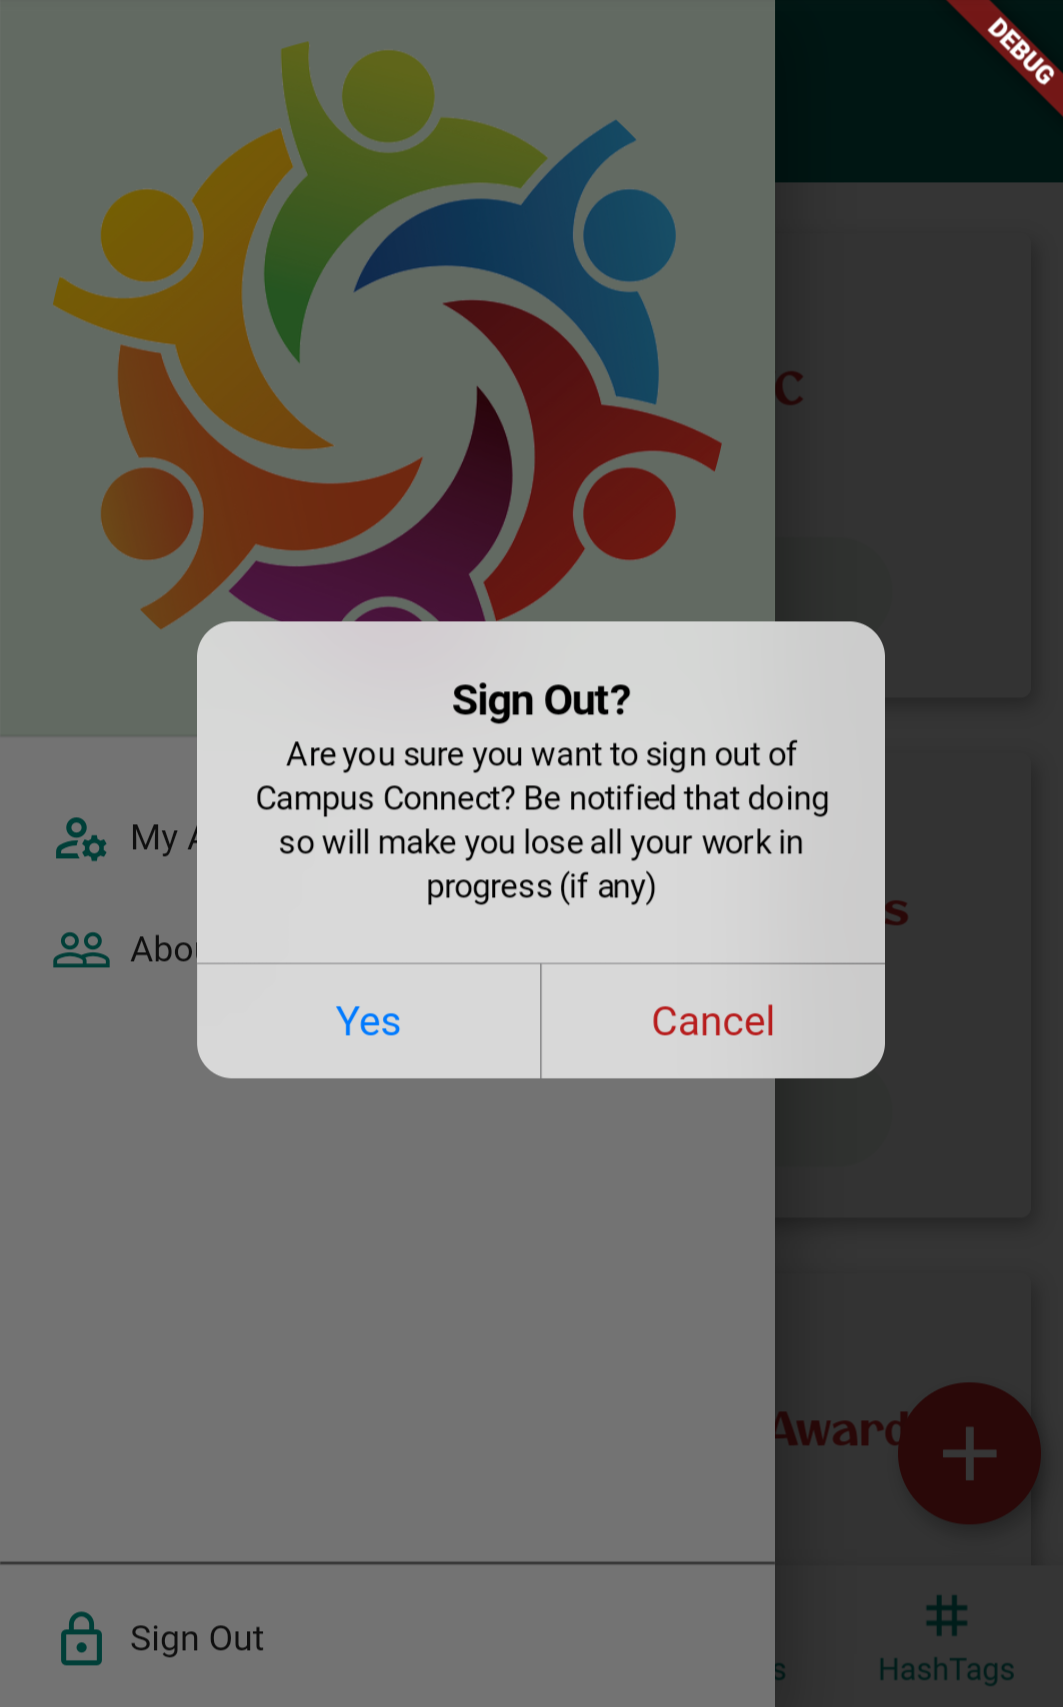 DEBUG
Sign Out?
Are you sure you want to sign out of
Campus Connect? Be notified that doing
so will make you lose all your work in
progress (if any)
Yes
Cancel
My
Award
Sign Out
HashTags